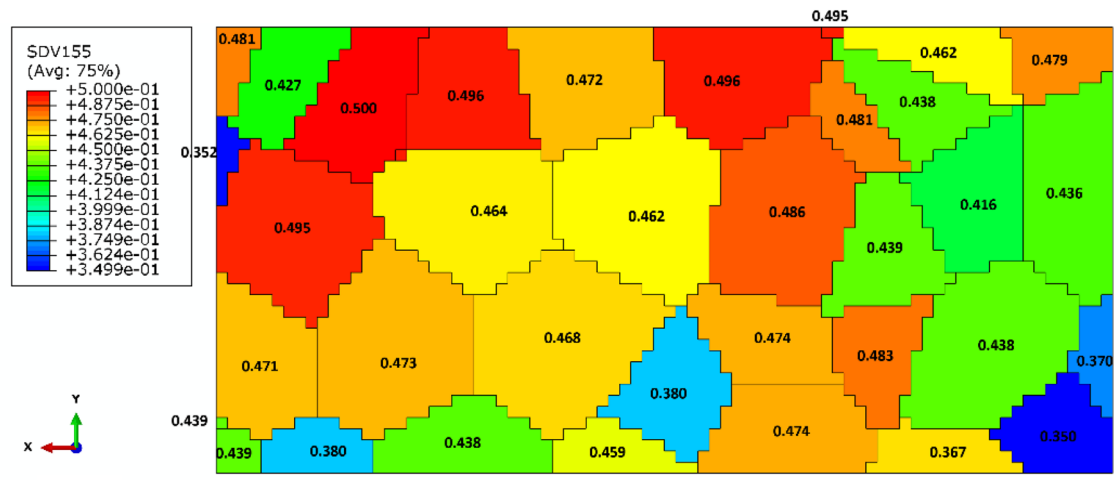 SDV155
(Avg: 75%)
+5.000e-01
+4.875e-01
+4.750e-01
+4.625e-01
+4.500e-01
+4.375e-01
+4.250e-01
+4.124e-01
+3.999e-01
+3.874e-01
+3.749e-01
+3.624e-01
+3.499e-01
Y
X
0.495
0.481
0.427
0.500
0.496
0.472
0.496
0.462
0.479
0.438
0.481
0.352
0.495
0.464
0.462
0.486
0.439
0.416
0.436
0.471
0.473
0.468
0.474
0.483
0.438
0.370
0.380
0.439
0.439
0.380
0.438
0.459
0.474
0.367
0.350